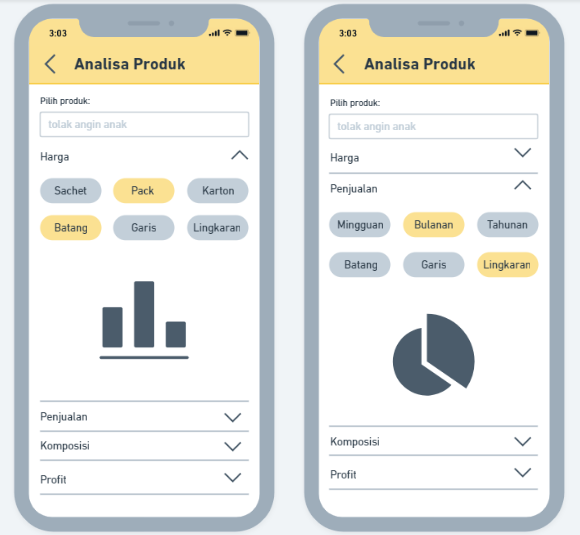 3:03
Analisa Produk
Pilih produk:
tolak angin anak
Harga
Sachet Pack Karton
Batang Garis Lingkaran
Penjualan
Komposisi
Profit
3:03
Analisa Produk
Pilih produk:
tolak angin anak
Harga
Penjualan
Mingguan Bulanan Tahunan
Batang Garis Lingkaran
Komposisi
Profit